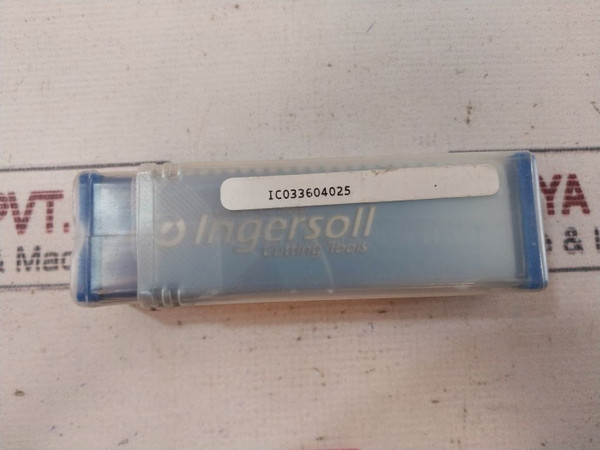 IC033604025
Ingersoll
Cutting Tools
PVT.
& Mac
YA
&